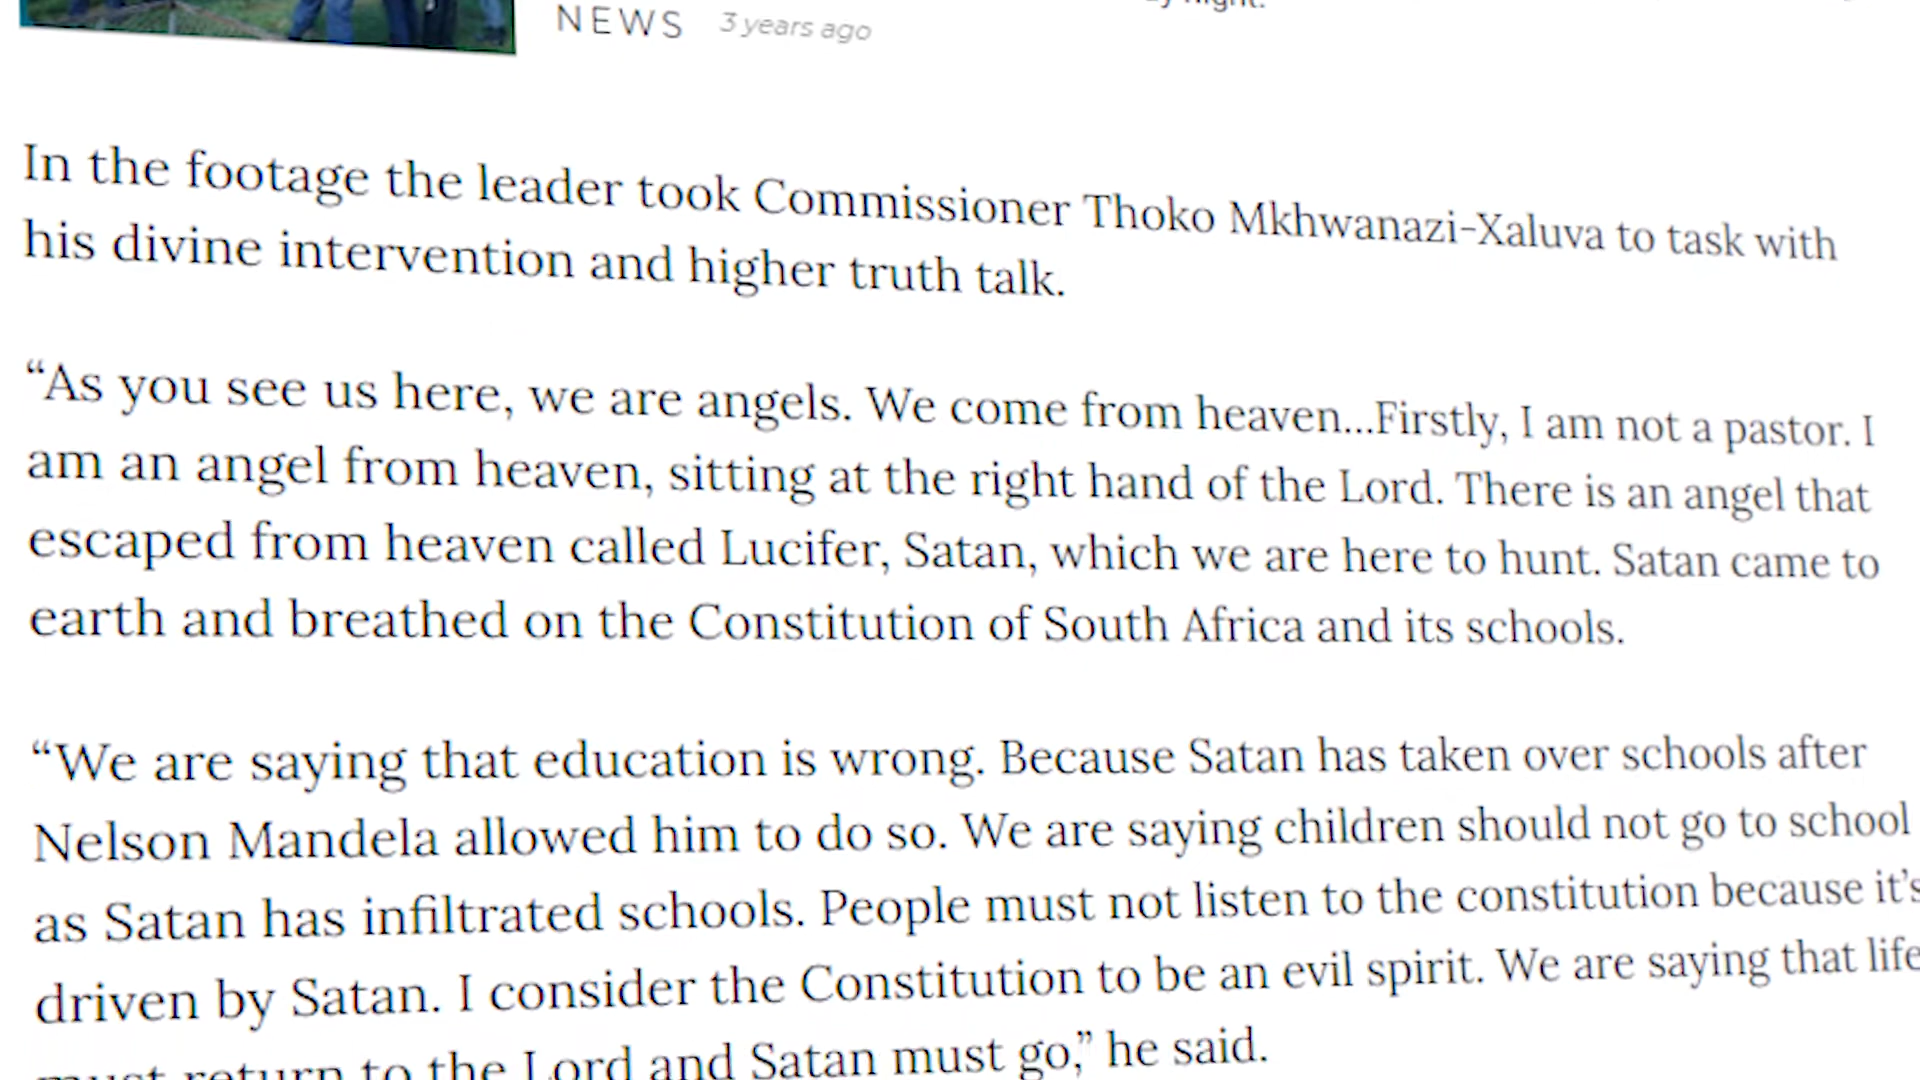 NEWS 3 years ago
In the footage the leader took Commissioner Thoko Mkhwanazi-Xaluva to task with
his divine intervention and higher truth talk.
“As you see us here, we are angels. We come from heaven...Firstly, I am not a pastor. I
am an angel from heaven, sitting at the right hand of the Lord. There is an angel that
escaped from heaven called Lucifer, Satan, which we are here to hunt. Satan came to
earth and breathed on the Constitution of South Africa and its schools.
“We are saying that education is wrong. Because Satan has taken over schools after
Nelson Mandela allowed him to do so. We are saying children should not go to school
as Satan has infiltrated schools. People must not listen to the constitution because it’s
driven by Satan. I consider the Constitution to be an evil spirit. We are saying that life
must return to the Lord and Satan must go,” he said.